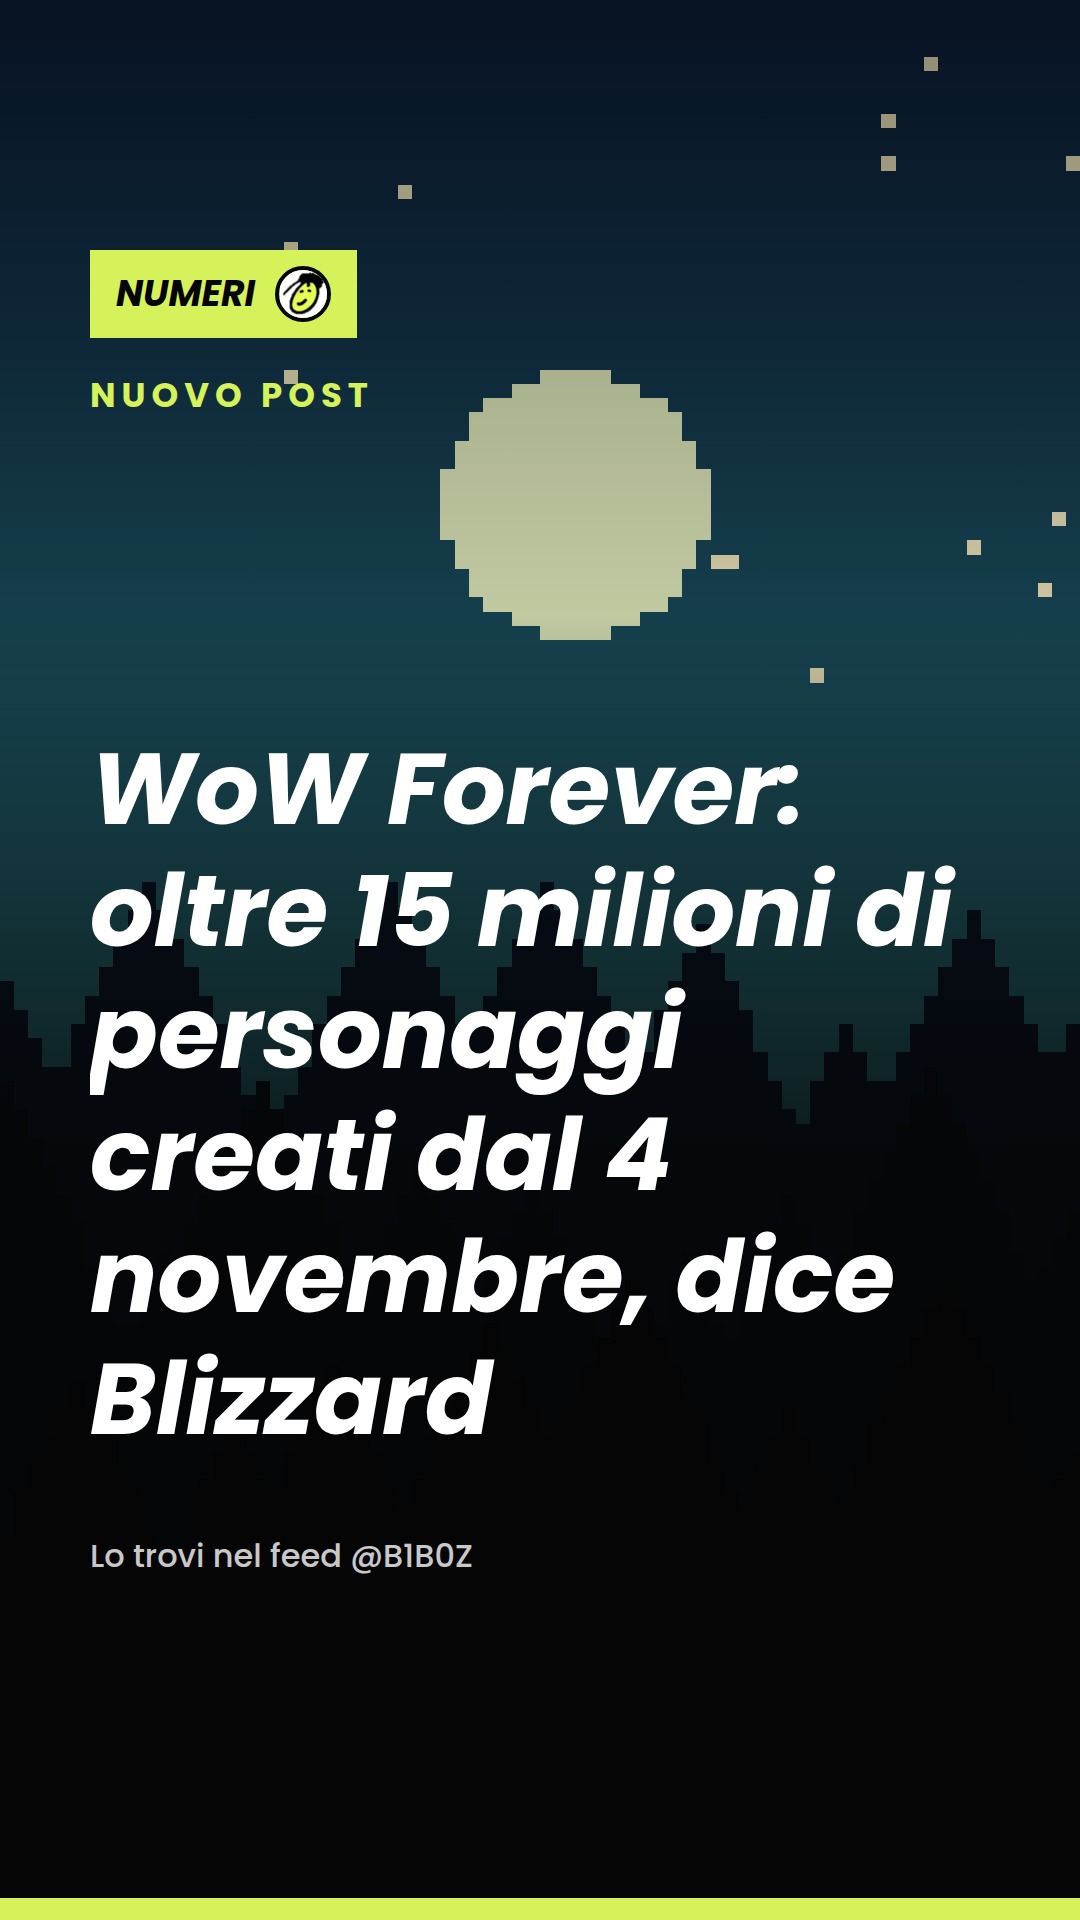 NUMERI
NUOVO POST
WoW Forever:
oltre 15 milioni di
personaggi
creati dal 4
novembre, dice
Blizzard
Lo trovi nel feed @B1B0Z